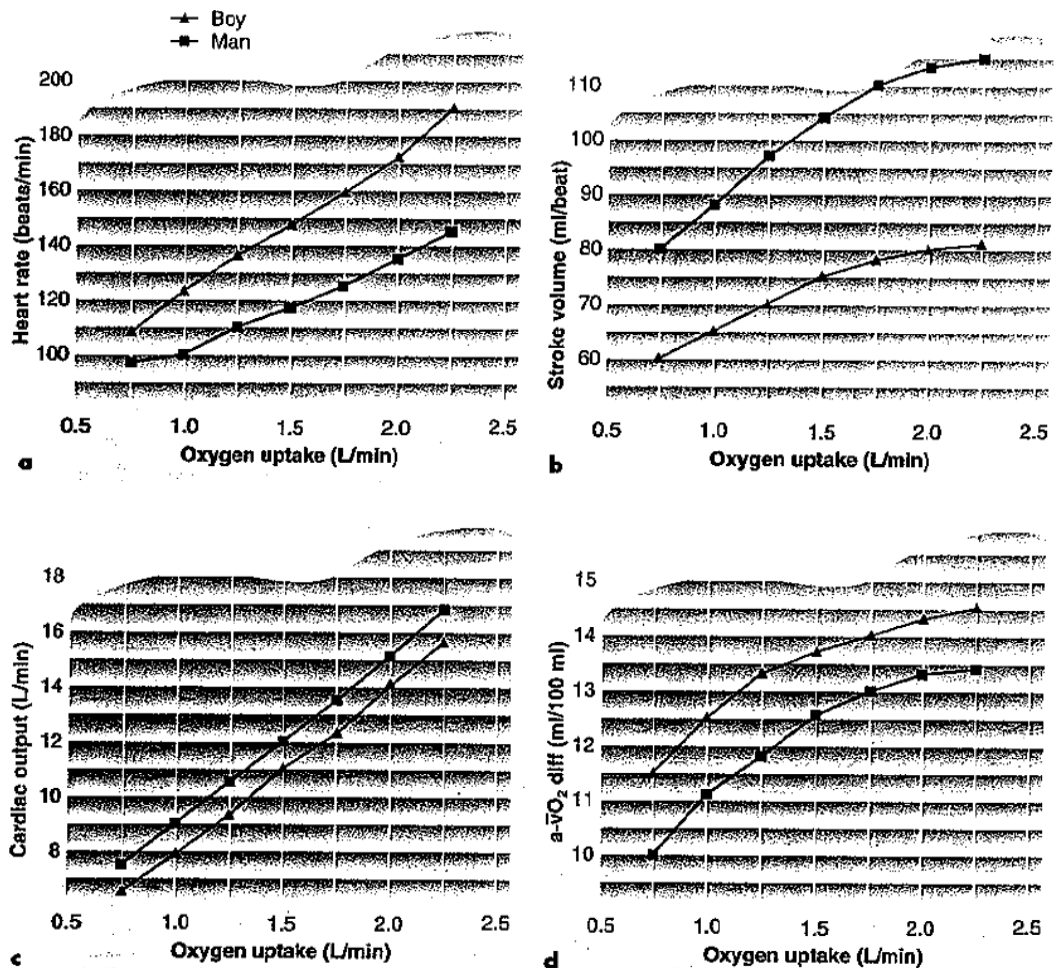 Boy
Man
Heart rate (beats/min)
200
180
160
140
120
100
0.5 1.0 1.5 2.0 2.5
Oxygen uptake (L/min)
a
Stroke volume (ml/beat)
110
100
90
80
70
60
0.5 1.0 1.5 2.0 2.5
Oxygen uptake (L/min)
b
Cardiac output (L/min)
18
16
14
12
10
8
0.5 1.0 1.5 2.0 2.5
Oxygen uptake (L/min)
c
a-v̄O₂ diff (ml/100 ml)
15
14
13
12
11
10
0.5 1.0 1.5 2.0 2.5
Oxygen uptake (L/min)
d